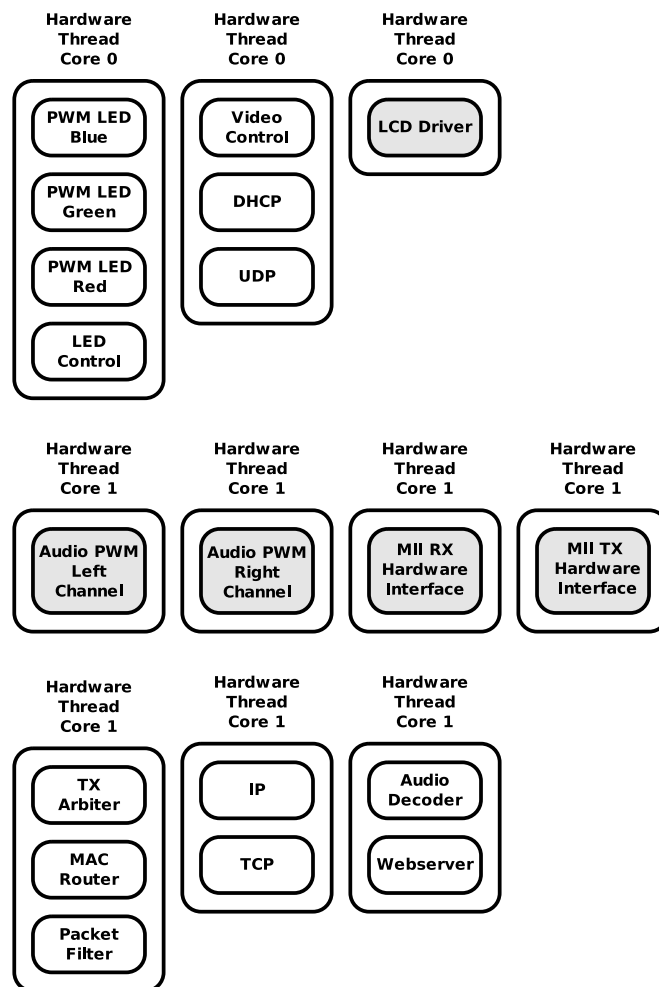 Hardware
Thread
Core 0
PWM LED
Blue
PWM LED
Green
PWM LED
Red
LED
Control
Hardware
Thread
Core 0
Video
Control
DHCP
UDP
Hardware
Thread
Core 0
LCD Driver
Hardware
Thread
Core 1
Audio PWM
Left
Channel
Hardware
Thread
Core 1
Audio PWM
Right
Channel
Hardware
Thread
Core 1
MII RX
Hardware
Interface
Hardware
Thread
Core 1
MII TX
Hardware
Interface
Hardware
Thread
Core 1
TX
Arbiter
MAC
Router
Packet
Filter
Hardware
Thread
Core 1
IP
TCP
Hardware
Thread
Core 1
Audio
Decoder
Webserver